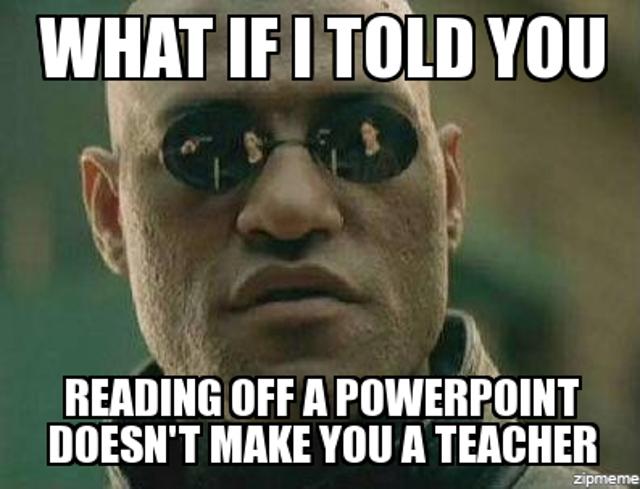 WHAT IF I TOLD YOU
READING OFF A POWERPOINT
DOESN'T MAKE YOU A TEACHER
zipmeme